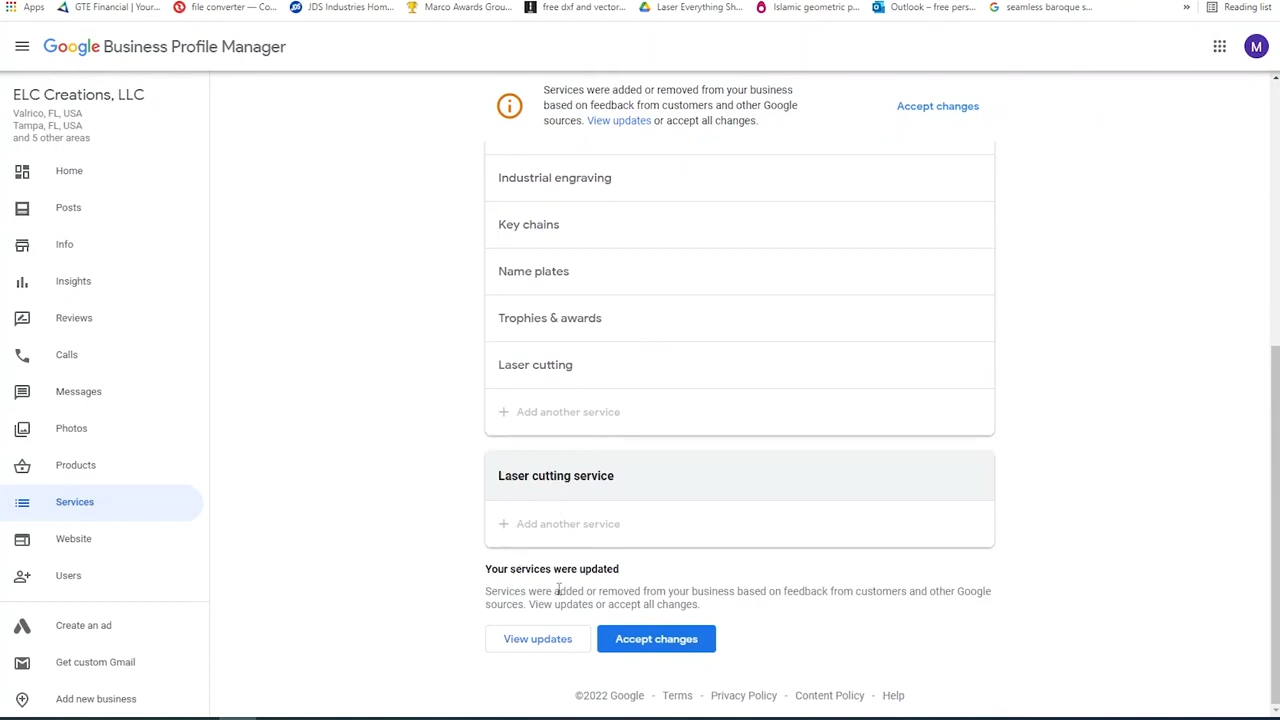 Apps GTE Financial | Your... file converter — Co... JDS Industries Hom... Marco Awards Grou... free dxf and vector... Laser Everything Sh... Islamic geometric p... Outlook – free pers... seamless baroque s... » Reading list
Google Business Profile Manager
M
ELC Creations, LLC
Valrico, FL, USA
Tampa, FL, USA
and 5 other areas
Home
Posts
Info
Insights
Reviews
Calls
Messages
Photos
Products
Services
Website
Users
Create an ad
Get custom Gmail
Add new business
Services were added or removed from your business
based on feedback from customers and other Google
sources. View updates or accept all changes.
Accept changes
Industrial engraving
Key chains
Name plates
Trophies & awards
Laser cutting
+ Add another service
Laser cutting service
+ Add another service
Your services were updated
Services were added or removed from your business based on feedback from customers and other Google
sources. View updates or accept all changes.
View updates Accept changes
©2022 Google - Terms - Privacy Policy - Content Policy - Help